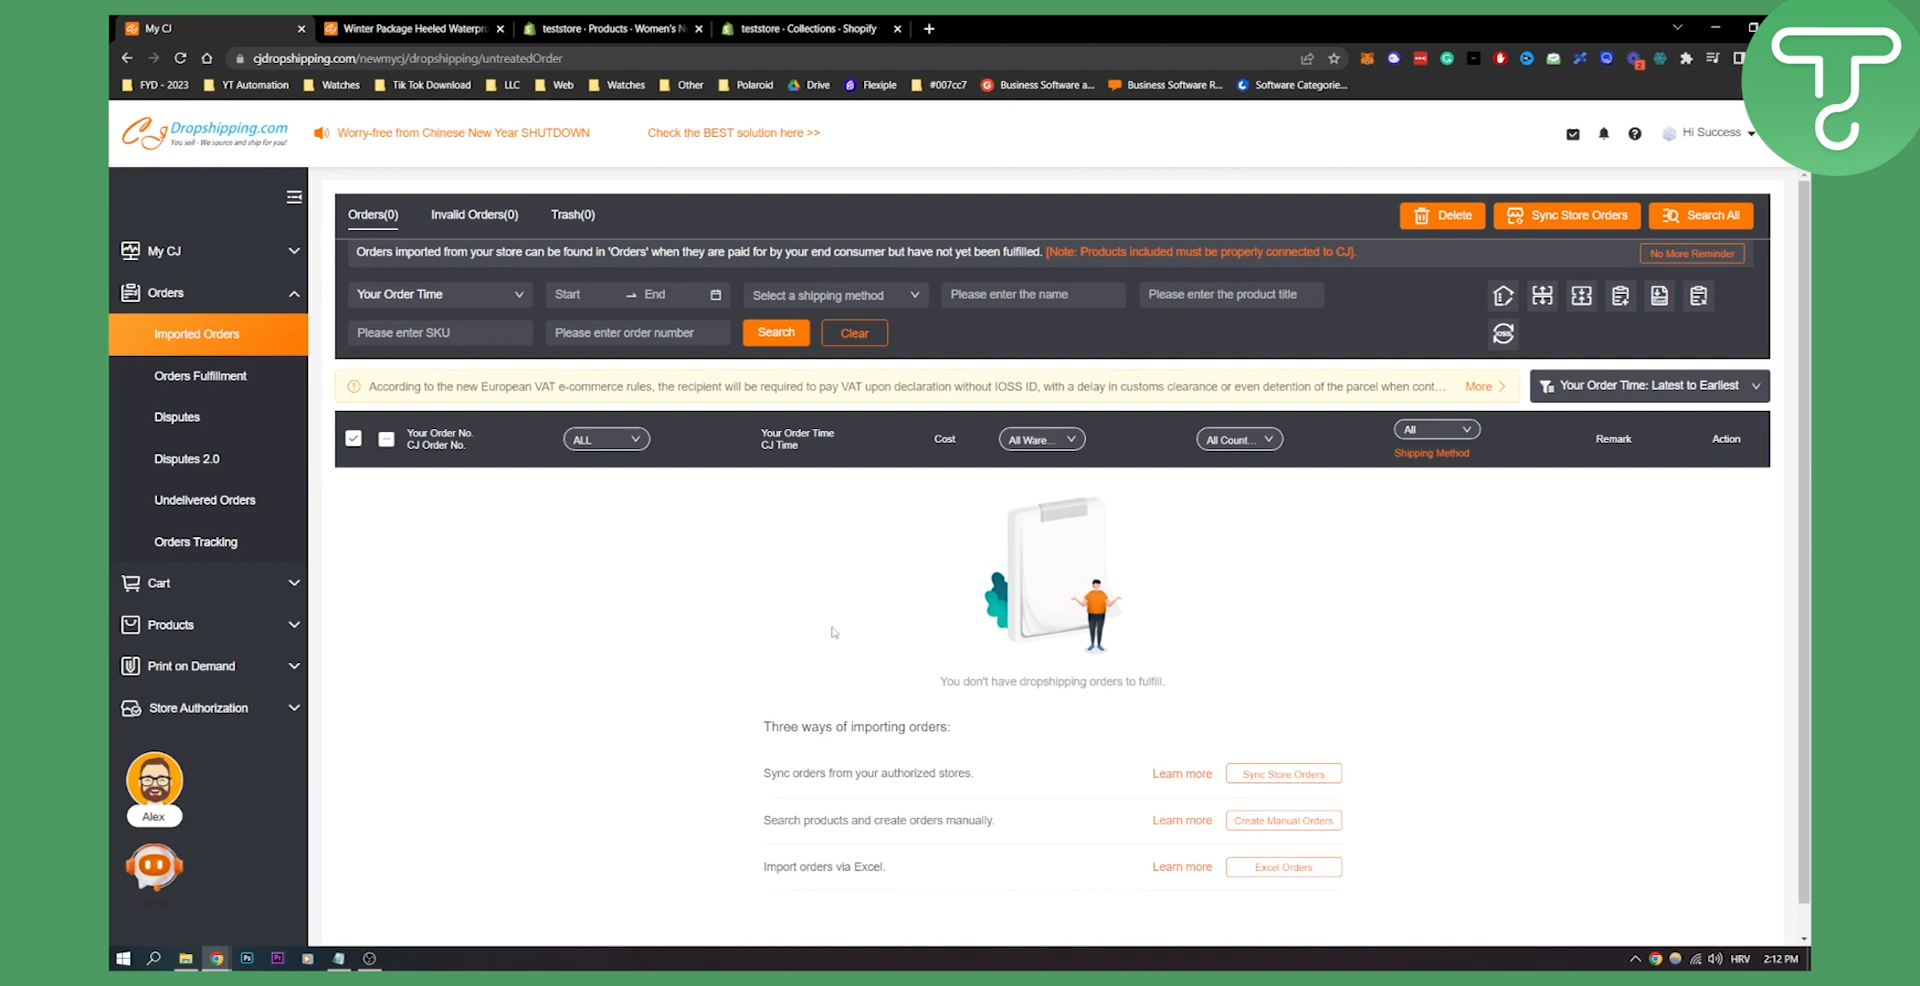 My CJ
Winter Package Heeled Waterpro
teststore · Products · Women's N
teststore · Collections · Shopify
cjdropshipping.com/newmycj/dropshipping/untreatedOrder
FYD - 2023
YT Automation
Watches
Tik Tok Download
LLC
Web
Watches
Other
Polaroid
Drive
Flexiple
#007cc7
Business Software a...
Business Software R...
Software Categorie...
CJ Dropshipping.com
You sell - We source and ship for you!
Worry-free from Chinese New Year SHUTDOWN
Check the BEST solution here >>
Hi Success
My CJ
Orders
Imported Orders
Orders Fulfillment
Disputes
Disputes 2.0
Undelivered Orders
Orders Tracking
Cart
Products
Print on Demand
Store Authorization
Alex
Orders(0)
Invalid Orders(0)
Trash(0)
Delete
Sync Store Orders
Search All
Orders imported from your store can be found in 'Orders' when they are paid for by your end consumer but have not yet been fulfilled. [Note: Products included must be properly connected to CJ].
No More Reminder
Your Order Time
Start
End
Select a shipping method
Please enter the name
Please enter the product title
Please enter SKU
Please enter order number
Search
Clear
IOSS
According to the new European VAT e-commerce rules, the recipient will be required to pay VAT upon declaration without IOSS ID, with a delay in customs clearance or even detention of the parcel when cont...
More
Your Order Time: Latest to Earliest
Your Order No.
CJ Order No.
ALL
Your Order Time
CJ Time
Cost
All Ware...
All Count...
All
Shipping Method
Remark
Action
You don't have dropshipping orders to fulfill.
Three ways of importing orders:
Sync orders from your authorized stores.
Learn more
Sync Store Orders
Search products and create orders manually.
Learn more
Create Manual Orders
Import orders via Excel.
Learn more
Excel Orders
Ps
Pr
HRV
2:12 PM